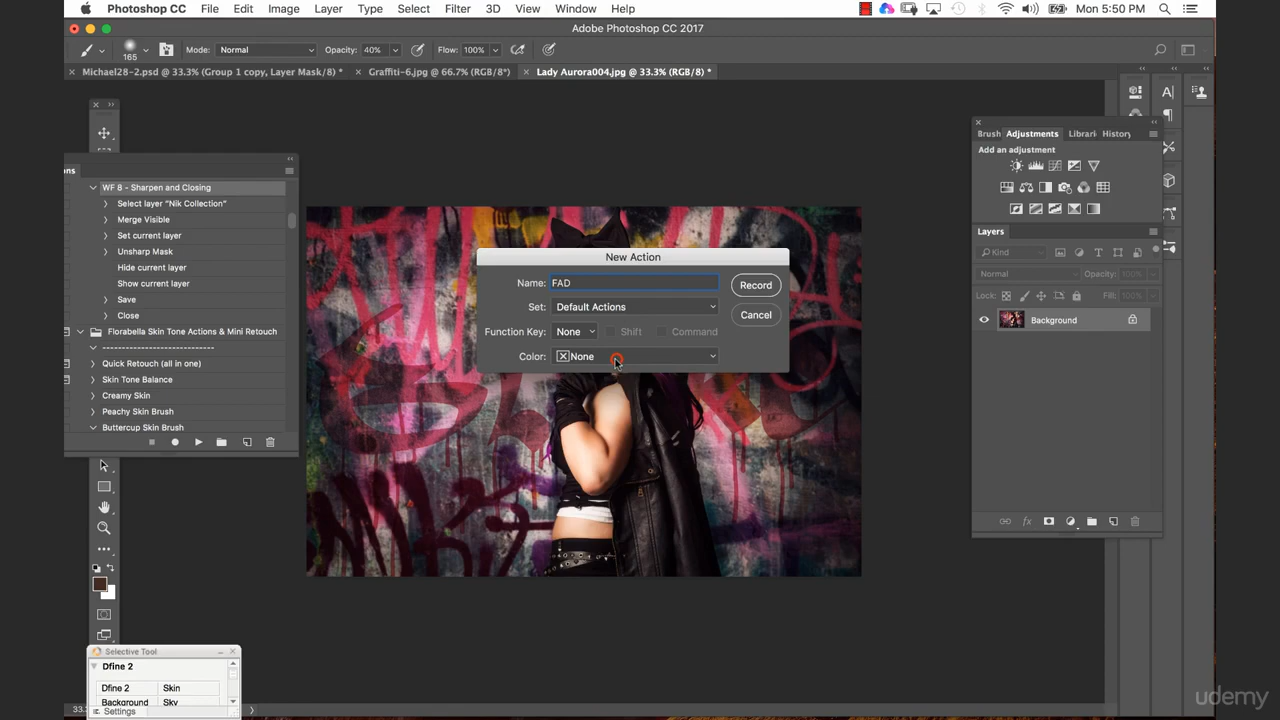 Photoshop CC File Edit Image Layer Type Select Filter 3D View Window Help Mon 5:50 PM
Adobe Photoshop CC 2017
165 Mode: Normal Opacity: 40% Flow: 100%
Michael28-2.psd @ 33.3% (Group 1 copy, Layer Mask/8) * Graffiti-6.jpg @ 66.7% (RGB/8*) Lady Aurora004.jpg @ 33.3% (RGB/8) *
ons
WF 8 - Sharpen and Closing
Select layer “Nik Collection”
Merge Visible
Set current layer
Unsharp Mask
Hide current layer
Show current layer
Save
Close
Florabella Skin Tone Actions & Mini Retouch
----------------------------
Quick Retouch (all in one)
Skin Tone Balance
Creamy Skin
Peachy Skin Brush
Buttercup Skin Brush
New Action
Name: FAD
Record
Set: Default Actions
Cancel
Function Key: None Shift Command
Color: None
Brush Adjustments Librari History
Add an adjustment
Layers
Kind
Normal Opacity: 100%
Lock: Fill: 100%
Background
Selective Tool
Dfine 2
Dfine 2 Skin
Background Sky
Settings
33.
udemy